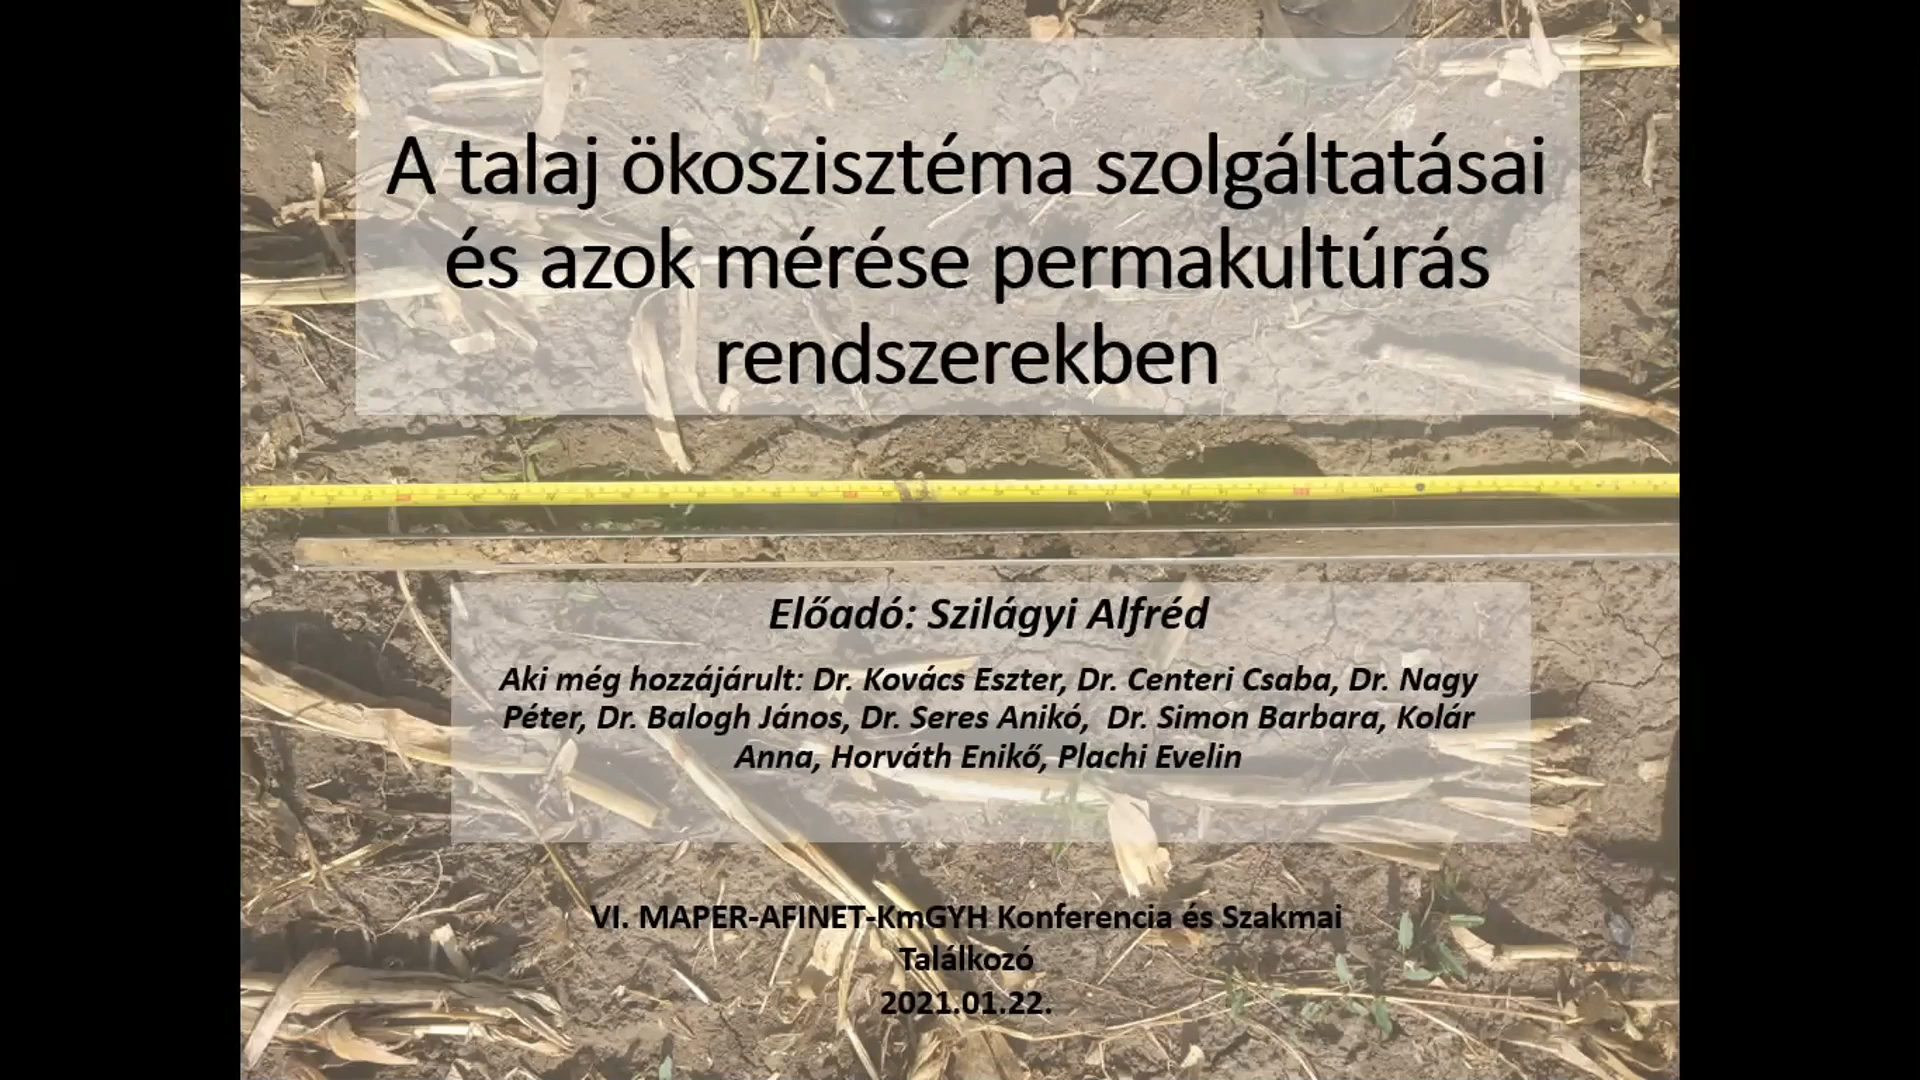 A talaj ökoszisztéma szolgáltatásai
és azok mérése permakultúrás
rendszerekben
Előadó: Szilágyi Alfréd
Aki még hozzájárult: Dr. Kovács Eszter, Dr. Centeri Csaba, Dr. Nagy
Péter, Dr. Balogh János, Dr. Seres Anikó, Dr. Simon Barbara, Kolár
Anna, Horváth Enikő, Plachi Evelin
VI. MAPER-AFINET-KmGYH Konferencia és Szakmai
Találkozó
2021.01.22.